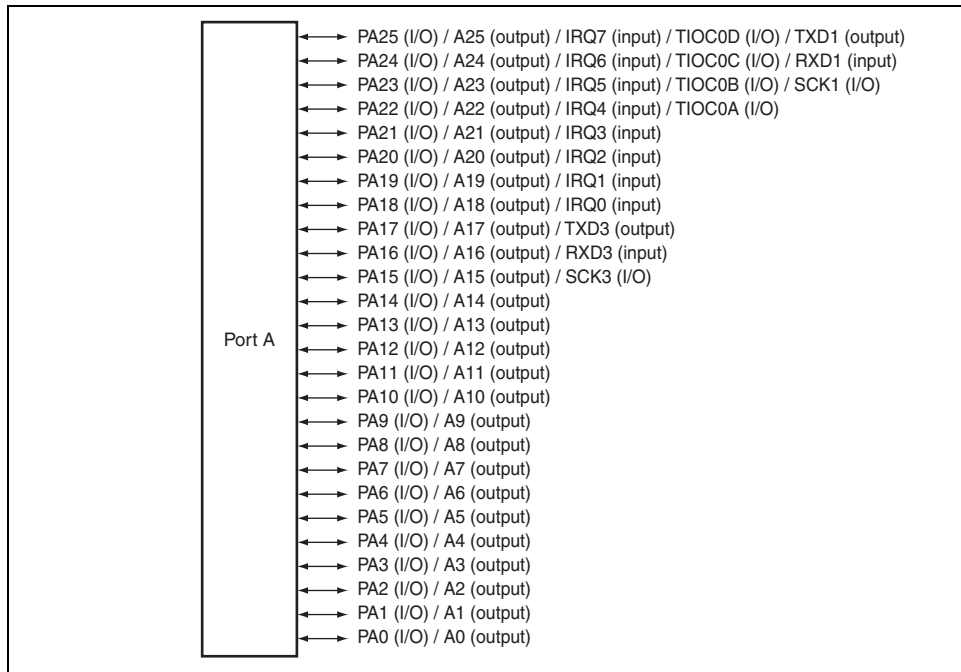 PA25 (I/O) / A25 (output) / IRQ7 (input) / TIOC0D (I/O) / TXD1 (output)
PA24 (I/O) / A24 (output) / IRQ6 (input) / TIOC0C (I/O) / RXD1 (input)
PA23 (I/O) / A23 (output) / IRQ5 (input) / TIOC0B (I/O) / SCK1 (I/O)
PA22 (I/O) / A22 (output) / IRQ4 (input) / TIOC0A (I/O)
PA21 (I/O) / A21 (output) / IRQ3 (input)
PA20 (I/O) / A20 (output) / IRQ2 (input)
PA19 (I/O) / A19 (output) / IRQ1 (input)
PA18 (I/O) / A18 (output) / IRQ0 (input)
PA17 (I/O) / A17 (output) / TXD3 (output)
PA16 (I/O) / A16 (output) / RXD3 (input)
PA15 (I/O) / A15 (output) / SCK3 (I/O)
PA14 (I/O) / A14 (output)
PA13 (I/O) / A13 (output)
Port A
PA12 (I/O) / A12 (output)
PA11 (I/O) / A11 (output)
PA10 (I/O) / A10 (output)
PA9 (I/O) / A9 (output)
PA8 (I/O) / A8 (output)
PA7 (I/O) / A7 (output)
PA6 (I/O) / A6 (output)
PA5 (I/O) / A5 (output)
PA4 (I/O) / A4 (output)
PA3 (I/O) / A3 (output)
PA2 (I/O) / A2 (output)
PA1 (I/O) / A1 (output)
PA0 (I/O) / A0 (output)